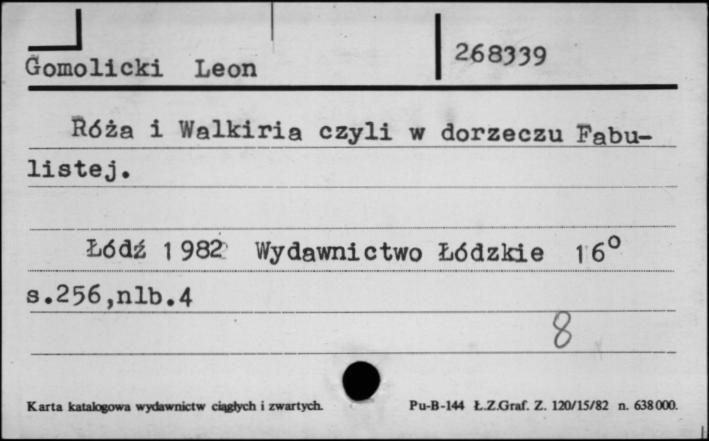 268339
Gomolicki Leon
Róża i Walkiria czyli w dorzeczu Fabu-
listej.
Łódź 1982 Wydawnictwo Łódzkie 16°
s.256,nlb.4
8
Karta katalogowa wydawnictw ciągłych i zwartych. Pu-B-144 Ł.Z.Graf. Z. 120/15/82 n. 638000.